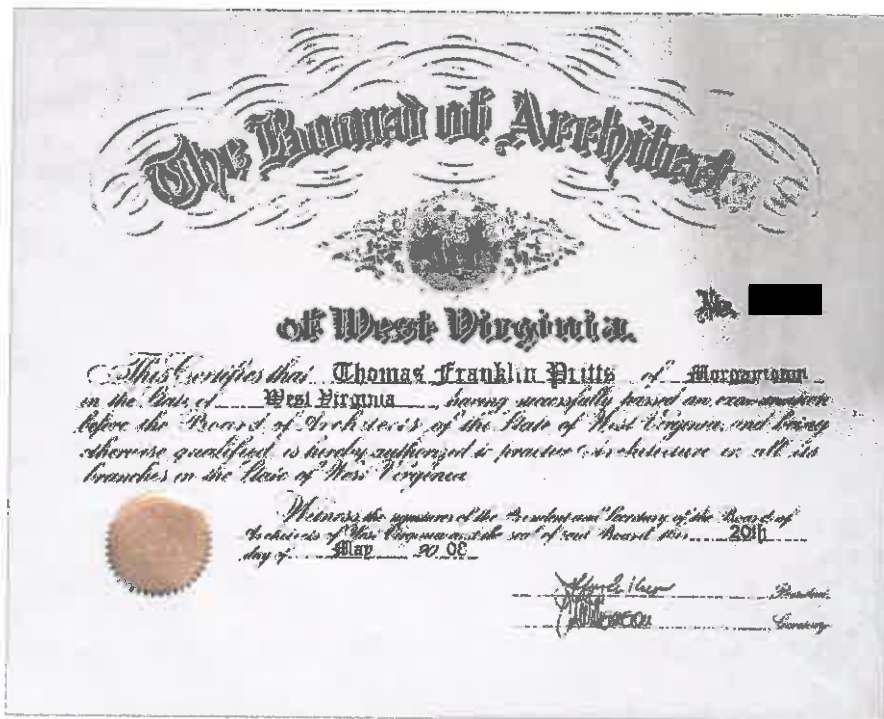 The Board of Architects
of West Virginia.
No.
This Certifies that Thomas Franklin Pritts of Morgantown
in the State of West Virginia, having successfully passed an examination
before the Board of Architects of the State of West Virginia, and being
otherwise qualified is hereby authorized to practice Architecture in all its
branches in the State of West Virginia
Witness the signatures of the President and Secretary of the Board of
Architects of West Virginia and the seal of said Board this 20th
day of May 20 08
President
Secretary